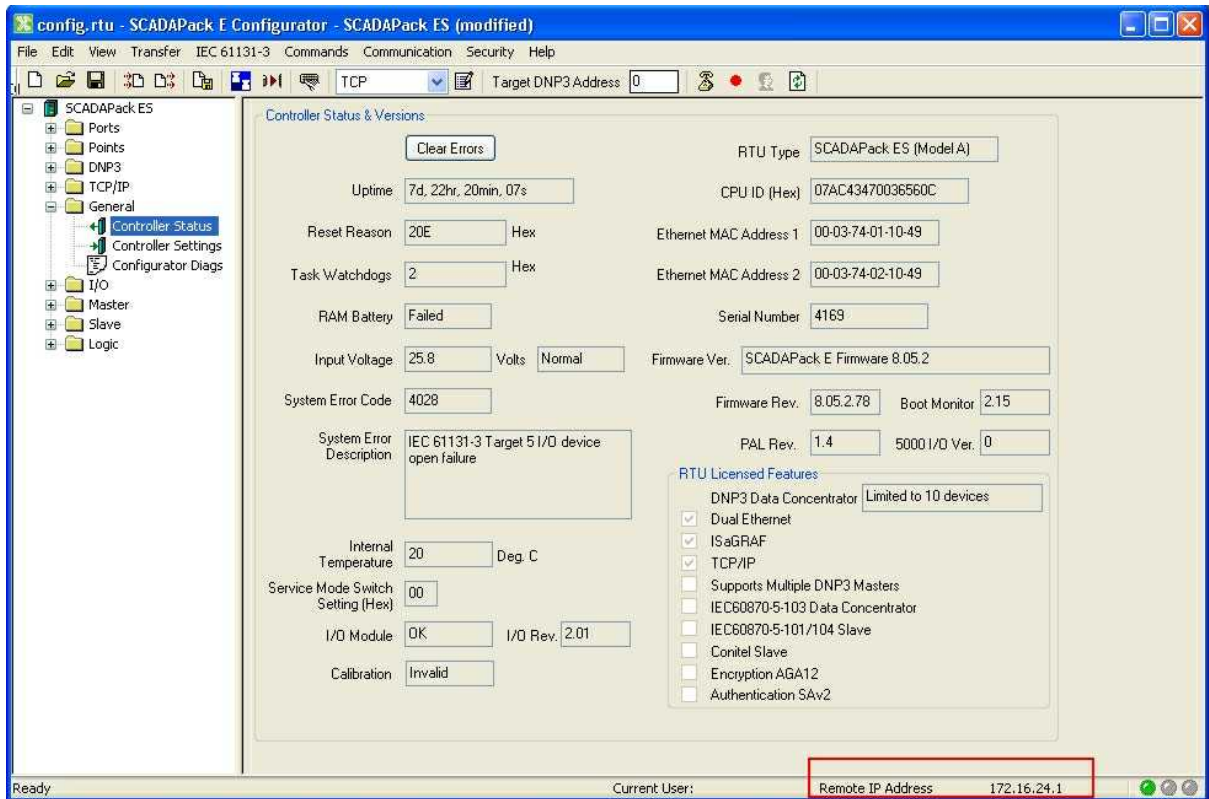 config.rtu - SCADAPack E Configurator - SCADAPack ES (modified)
File Edit View Transfer IEC 61131-3 Commands Communication Security Help
TCP Target DNP3 Address 0
SCADAPack ES
Ports
Points
DNP3
TCP/IP
General
Controller Status
Controller Settings
Configurator Diags
I/O
Master
Slave
Logic
Controller Status & Versions
Clear Errors
RTU Type SCADAPack ES (Model A)
Uptime 7d, 22hr, 20min, 07s
CPU ID (Hex) 07AC43470036560C
Reset Reason 20E Hex
Ethernet MAC Address 1 00-03-74-01-10-49
Task Watchdogs 2 Hex
Ethernet MAC Address 2 00-03-74-02-10-49
RAM Battery Failed
Serial Number 4169
Input Voltage 25.8 Volts Normal
Firmware Ver. SCADAPack E Firmware 8.05.2
System Error Code 4028
Firmware Rev. 8.05.2.78 Boot Monitor 2.15
System Error Description IEC 61131-3 Target 5 I/O device
open failure
PAL Rev. 1.4 5000 I/O Ver. 0
RTU Licensed Features
DNP3 Data Concentrator Limited to 10 devices
Dual Ethernet
ISaGRAF
TCP/IP
Supports Multiple DNP3 Masters
IEC60870-5-103 Data Concentrator
IEC60870-5-101/104 Slave
Conitel Slave
Encryption AGA12
Authentication SAv2
Internal Temperature 20 Deg. C
Service Mode Switch Setting (Hex) 00
I/O Module OK I/O Rev. 2.01
Calibration Invalid
Ready Current User: Remote IP Address 172.16.24.1